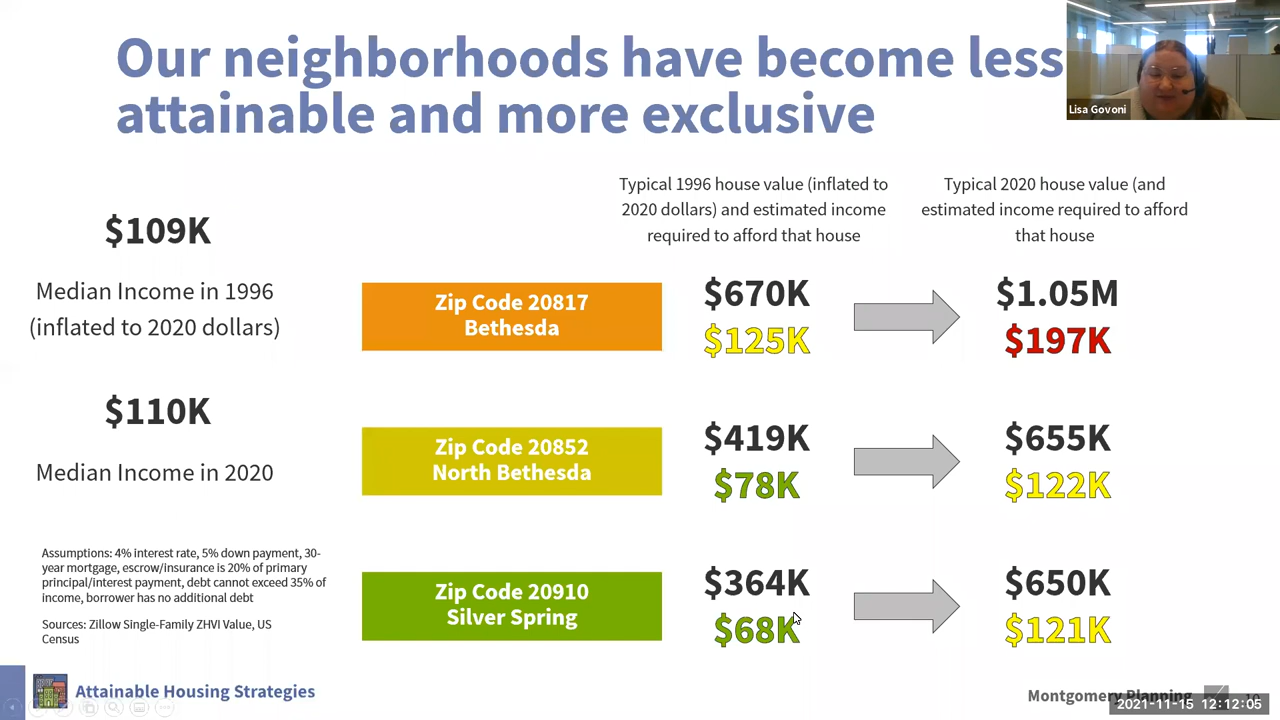 Our neighborhoods have become less
attainable and more exclusive
Lisa Govoni
Typical 1996 house value (inflated to
2020 dollars) and estimated income
required to afford that house
Typical 2020 house value (and
estimated income required to afford
that house
$109K
Median Income in 1996
(inflated to 2020 dollars)
$110K
Median Income in 2020
Zip Code 20817
Bethesda
$670K
$125K
$1.05M
$197K
Zip Code 20852
North Bethesda
$419K
$78K
$655K
$122K
Zip Code 20910
Silver Spring
$364K
$68K
$650K
$121K
Assumptions: 4% interest rate, 5% down payment, 30-
year mortgage, escrow/insurance is 20% of primary
principal/interest payment, debt cannot exceed 35% of
income, borrower has no additional debt
Sources: Zillow Single-Family ZHVI Value, US
Census
Attainable Housing Strategies
Montgomery Planning
2021-11-15 12:12:05